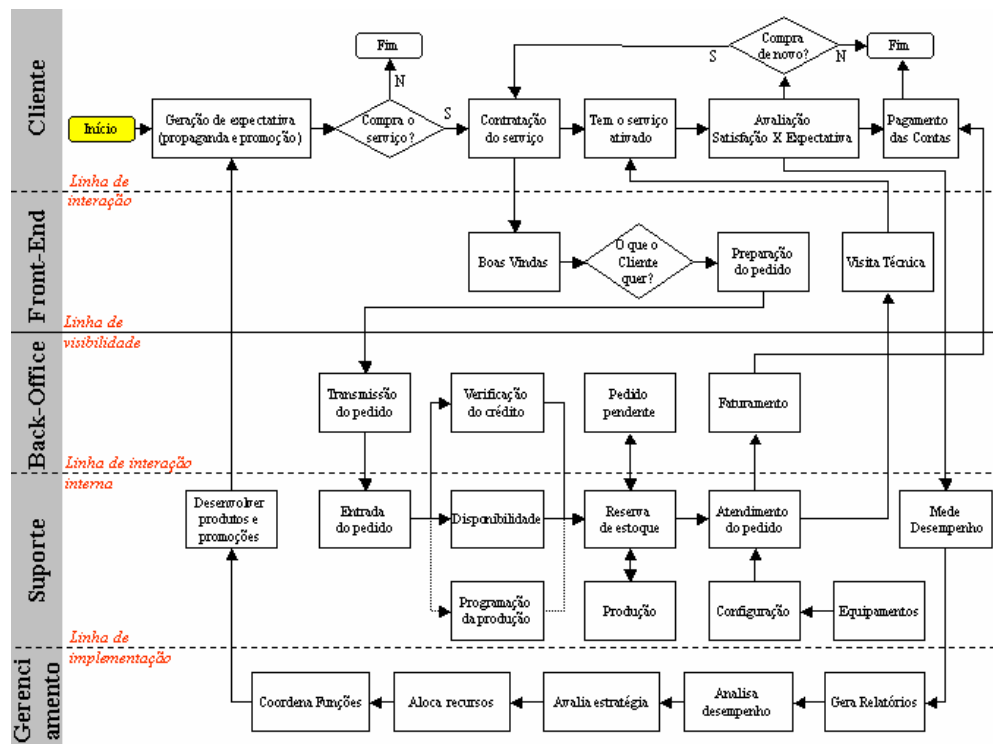 Cliente
Fim
Compra
de novo?
Fim
N
S
N
Início
Geração de expectativa
(propaganda e promoção)
Compra o
serviço?
S
Contratação
do serviço
Tem o serviço
ativado
Avaliação
Satisfação X Expectativa
Pagamento
das Contas
Linha de
interação
Front-End
Boas Vindas
O que o
Cliente
quer?
Preparação
do pedido
Visita Técnica
Linha de
visibilidade
Back-Office
Transmissão
do pedido
Verificação
do crédito
Pedido
pendente
Faturamento
Linha de interação
interna
Suporte
Desenvolver
produtos e
promoções
Entrada
do pedido
Disponibilidade
Reserva
de estoque
Atendimento
do pedido
Mede
Desempenho
Programação
da produção
Produção
Configuração
Equipamentos
Linha de
implementação
Gerenci
amento
Coordena Funções
Aloca recursos
Avalia estratégia
Analisa
desempenho
Gera Relatórios